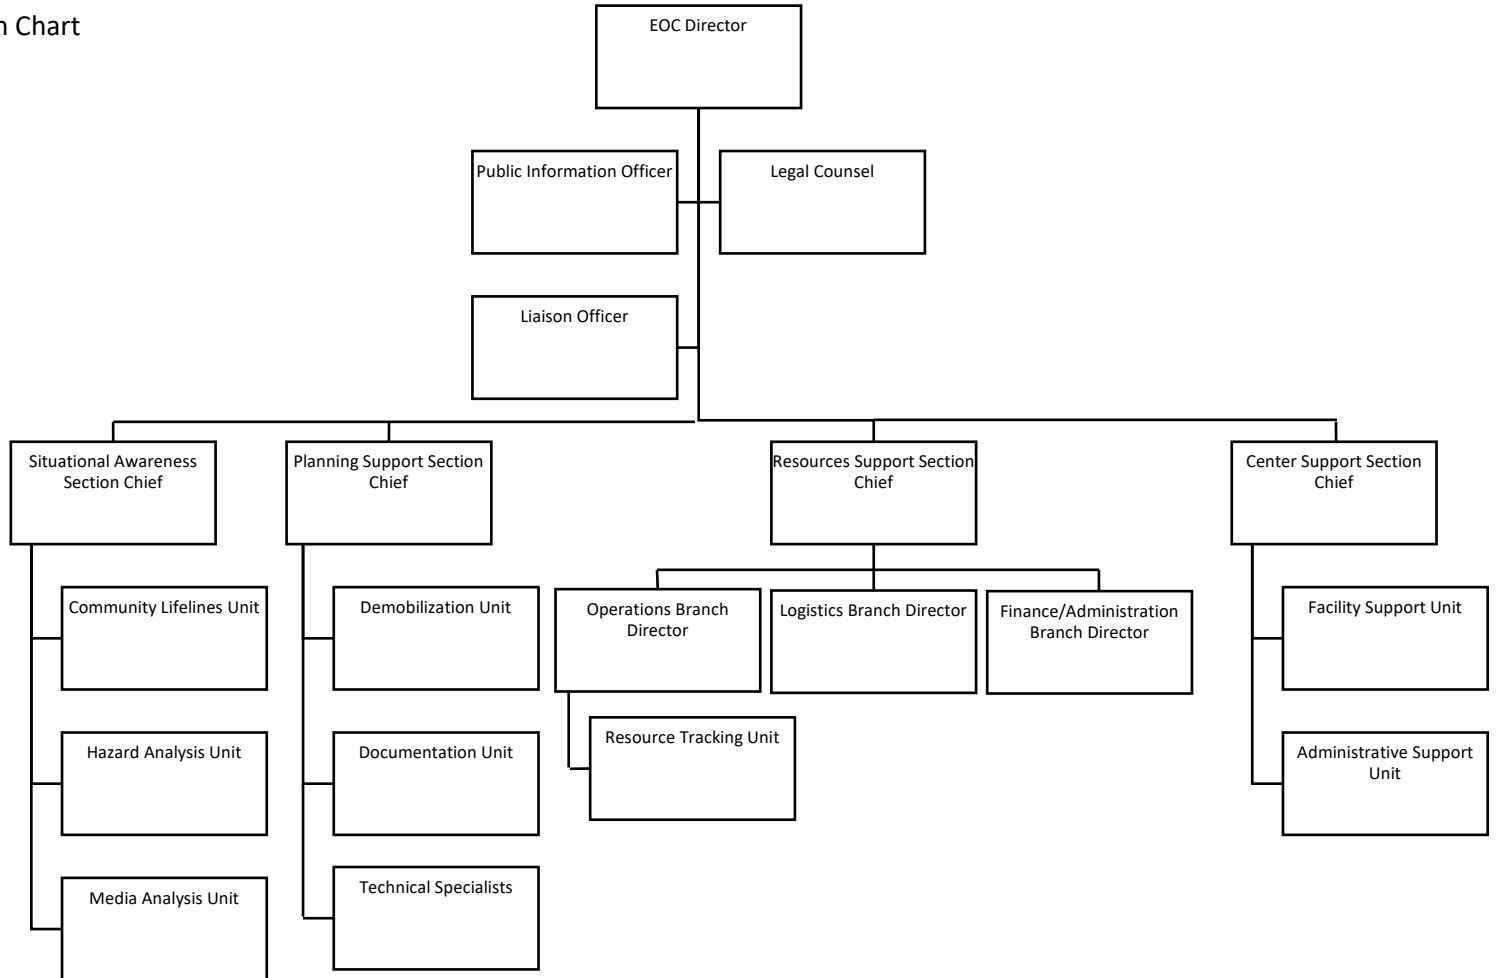 n Chart
EOC Director
Public Information Officer
Legal Counsel
Liaison Officer
Situational Awareness
Section Chief
Planning Support Section
Chief
Resources Support Section
Chief
Center Support Section
Chief
Community Lifelines Unit
Demobilization Unit
Operations Branch
Director
Logistics Branch Director
Finance/Administration
Branch Director
Facility Support Unit
Hazard Analysis Unit
Documentation Unit
Resource Tracking Unit
Administrative Support
Unit
Media Analysis Unit
Technical Specialists